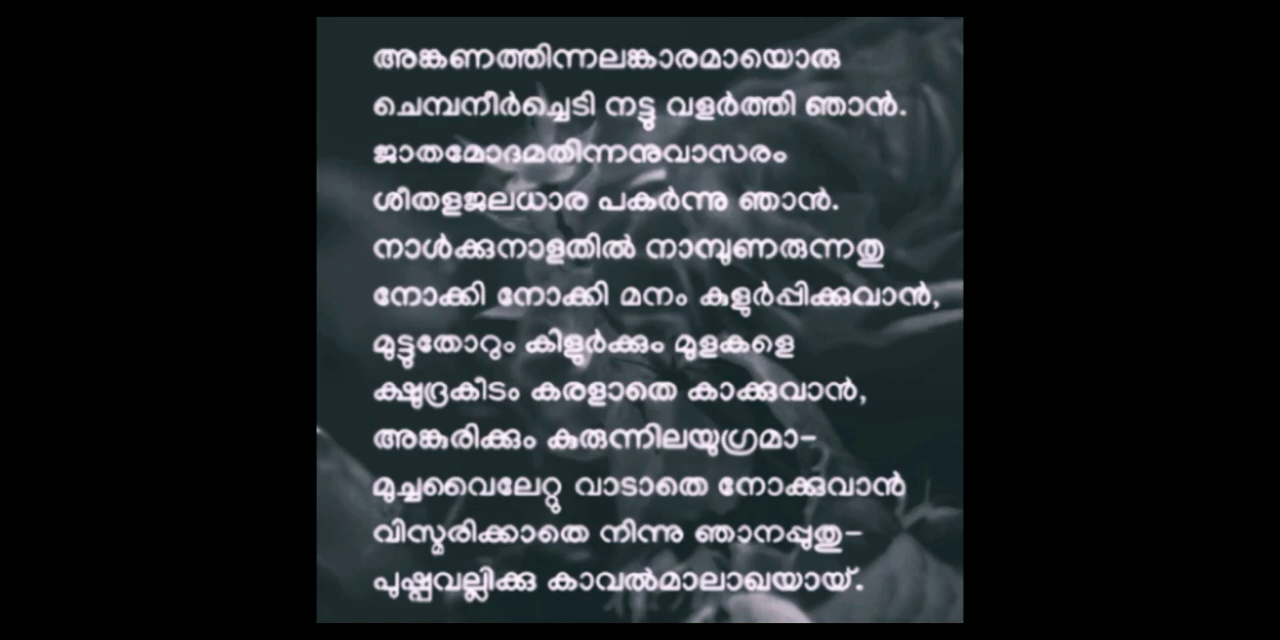 അങ്കണത്തിന്നലങ്കാരമായൊരു
ചെമ്പനീർച്ചെടി നട്ടു വളർത്തി ഞാൻ.
ജാതമോദമതിന്നനുവാസരം
ശീതളജലധാര പകർന്നു ഞാൻ.
നാൾക്കുനാളതിൽ നാമ്പുണരുന്നതു
നോക്കി നോക്കി മനം കുളുർപ്പിക്കുവാൻ,
മുട്ടുതോറും കിളുർക്കും മുളകളെ
ക്ഷുദ്രകീടം കരളാതെ കാക്കുവാൻ,
അങ്കുരിക്കും കുരുന്നിലയുഗ്രമാ-
മുച്ചവൈലേറ്റു വാടാതെ നോക്കുവാൻ
വിസ്മരിക്കാതെ നിന്നു ഞാനപ്പുതു-
പുഷ്പവല്ലിക്കു കാവൽമാലാഖയായ്.